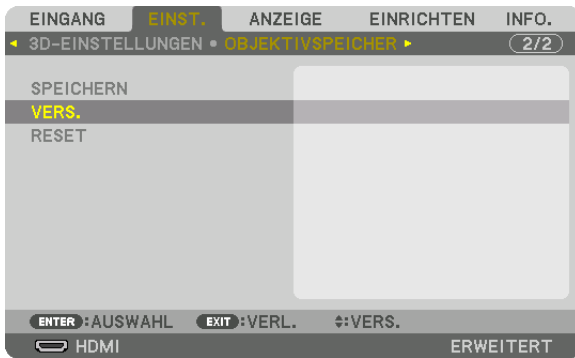 EINGANG EINST. ANZEIGE EINRICHTEN INFO.
3D-EINSTELLUNGEN • OBJEKTIVSPEICHER 2/2
SPEICHERN
VERS.
RESET
ENTER :AUSWAHL EXIT :VERL. :VERS.
HDMI ERWEITERT